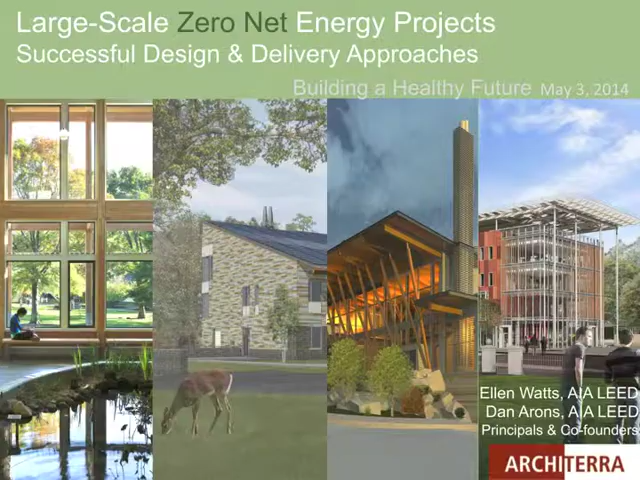 Large-Scale Zero Net Energy Projects
Successful Design & Delivery Approaches
Building a Healthy Future May 3, 2014
Ellen Watts, AIA LEED
Dan Arons, AIA LEED
Principals & Co-founders
ARCHITERRA